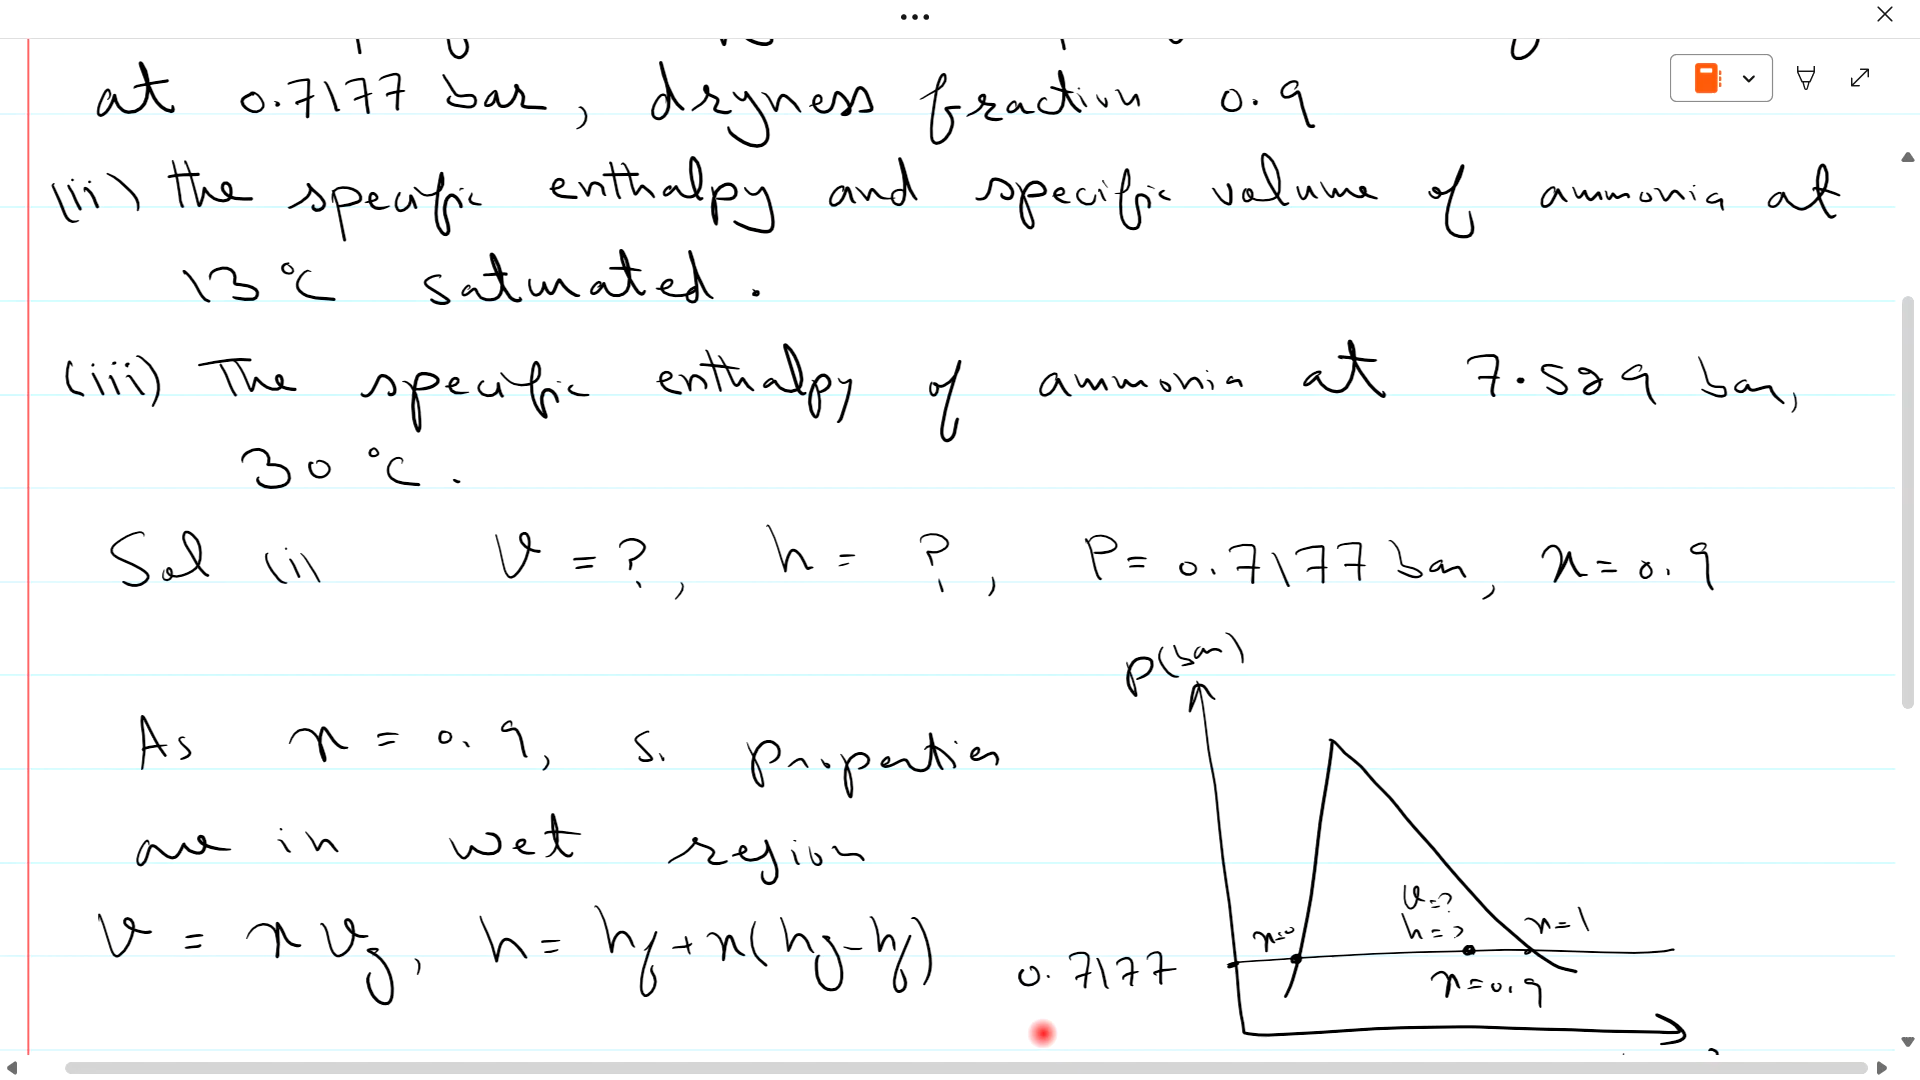 at 0.7177 bar, dryness fraction 0.9
(ii) the specific enthalpy and specific volume of ammonia at
13°C saturated.
(iii) The specific enthalpy of ammonia at 7.529 bar,
30°C.
Sol (i) v = ?, h = ?, P = 0.7177 bar, x = 0.9
P(bar)
As x = 0.9, so properties
are in wet region
v = ?
h = ?
x=0
x=1
v = x vg, h = hf + x(hg - hf)
0.7177
x=0.9